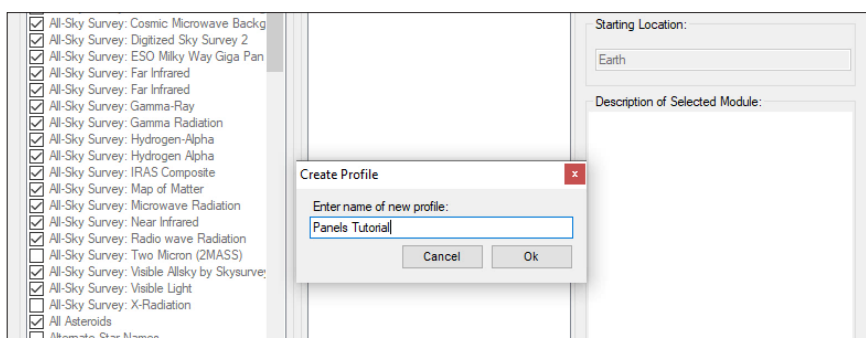 All-Sky Survey: Cosmic Microwave Backg
All-Sky Survey: Digitized Sky Survey 2
All-Sky Survey: ESO Milky Way Giga Pan
All-Sky Survey: Far Infrared
All-Sky Survey: Far Infrared
All-Sky Survey: Gamma-Ray
All-Sky Survey: Gamma Radiation
All-Sky Survey: Hydrogen-Alpha
All-Sky Survey: Hydrogen Alpha
All-Sky Survey: IRAS Composite
All-Sky Survey: Map of Matter
All-Sky Survey: Microwave Radiation
All-Sky Survey: Near Infrared
All-Sky Survey: Radio wave Radiation
All-Sky Survey: Two Micron (2MASS)
All-Sky Survey: Visible Allsky by Skysurvey
All-Sky Survey: Visible Light
All-Sky Survey: X-Radiation
All Asteroids
Alternate Star Names
Create Profile
x
Enter name of new profile:
Panels Tutorial
Cancel
Ok
Starting Location:
Earth
Description of Selected Module: